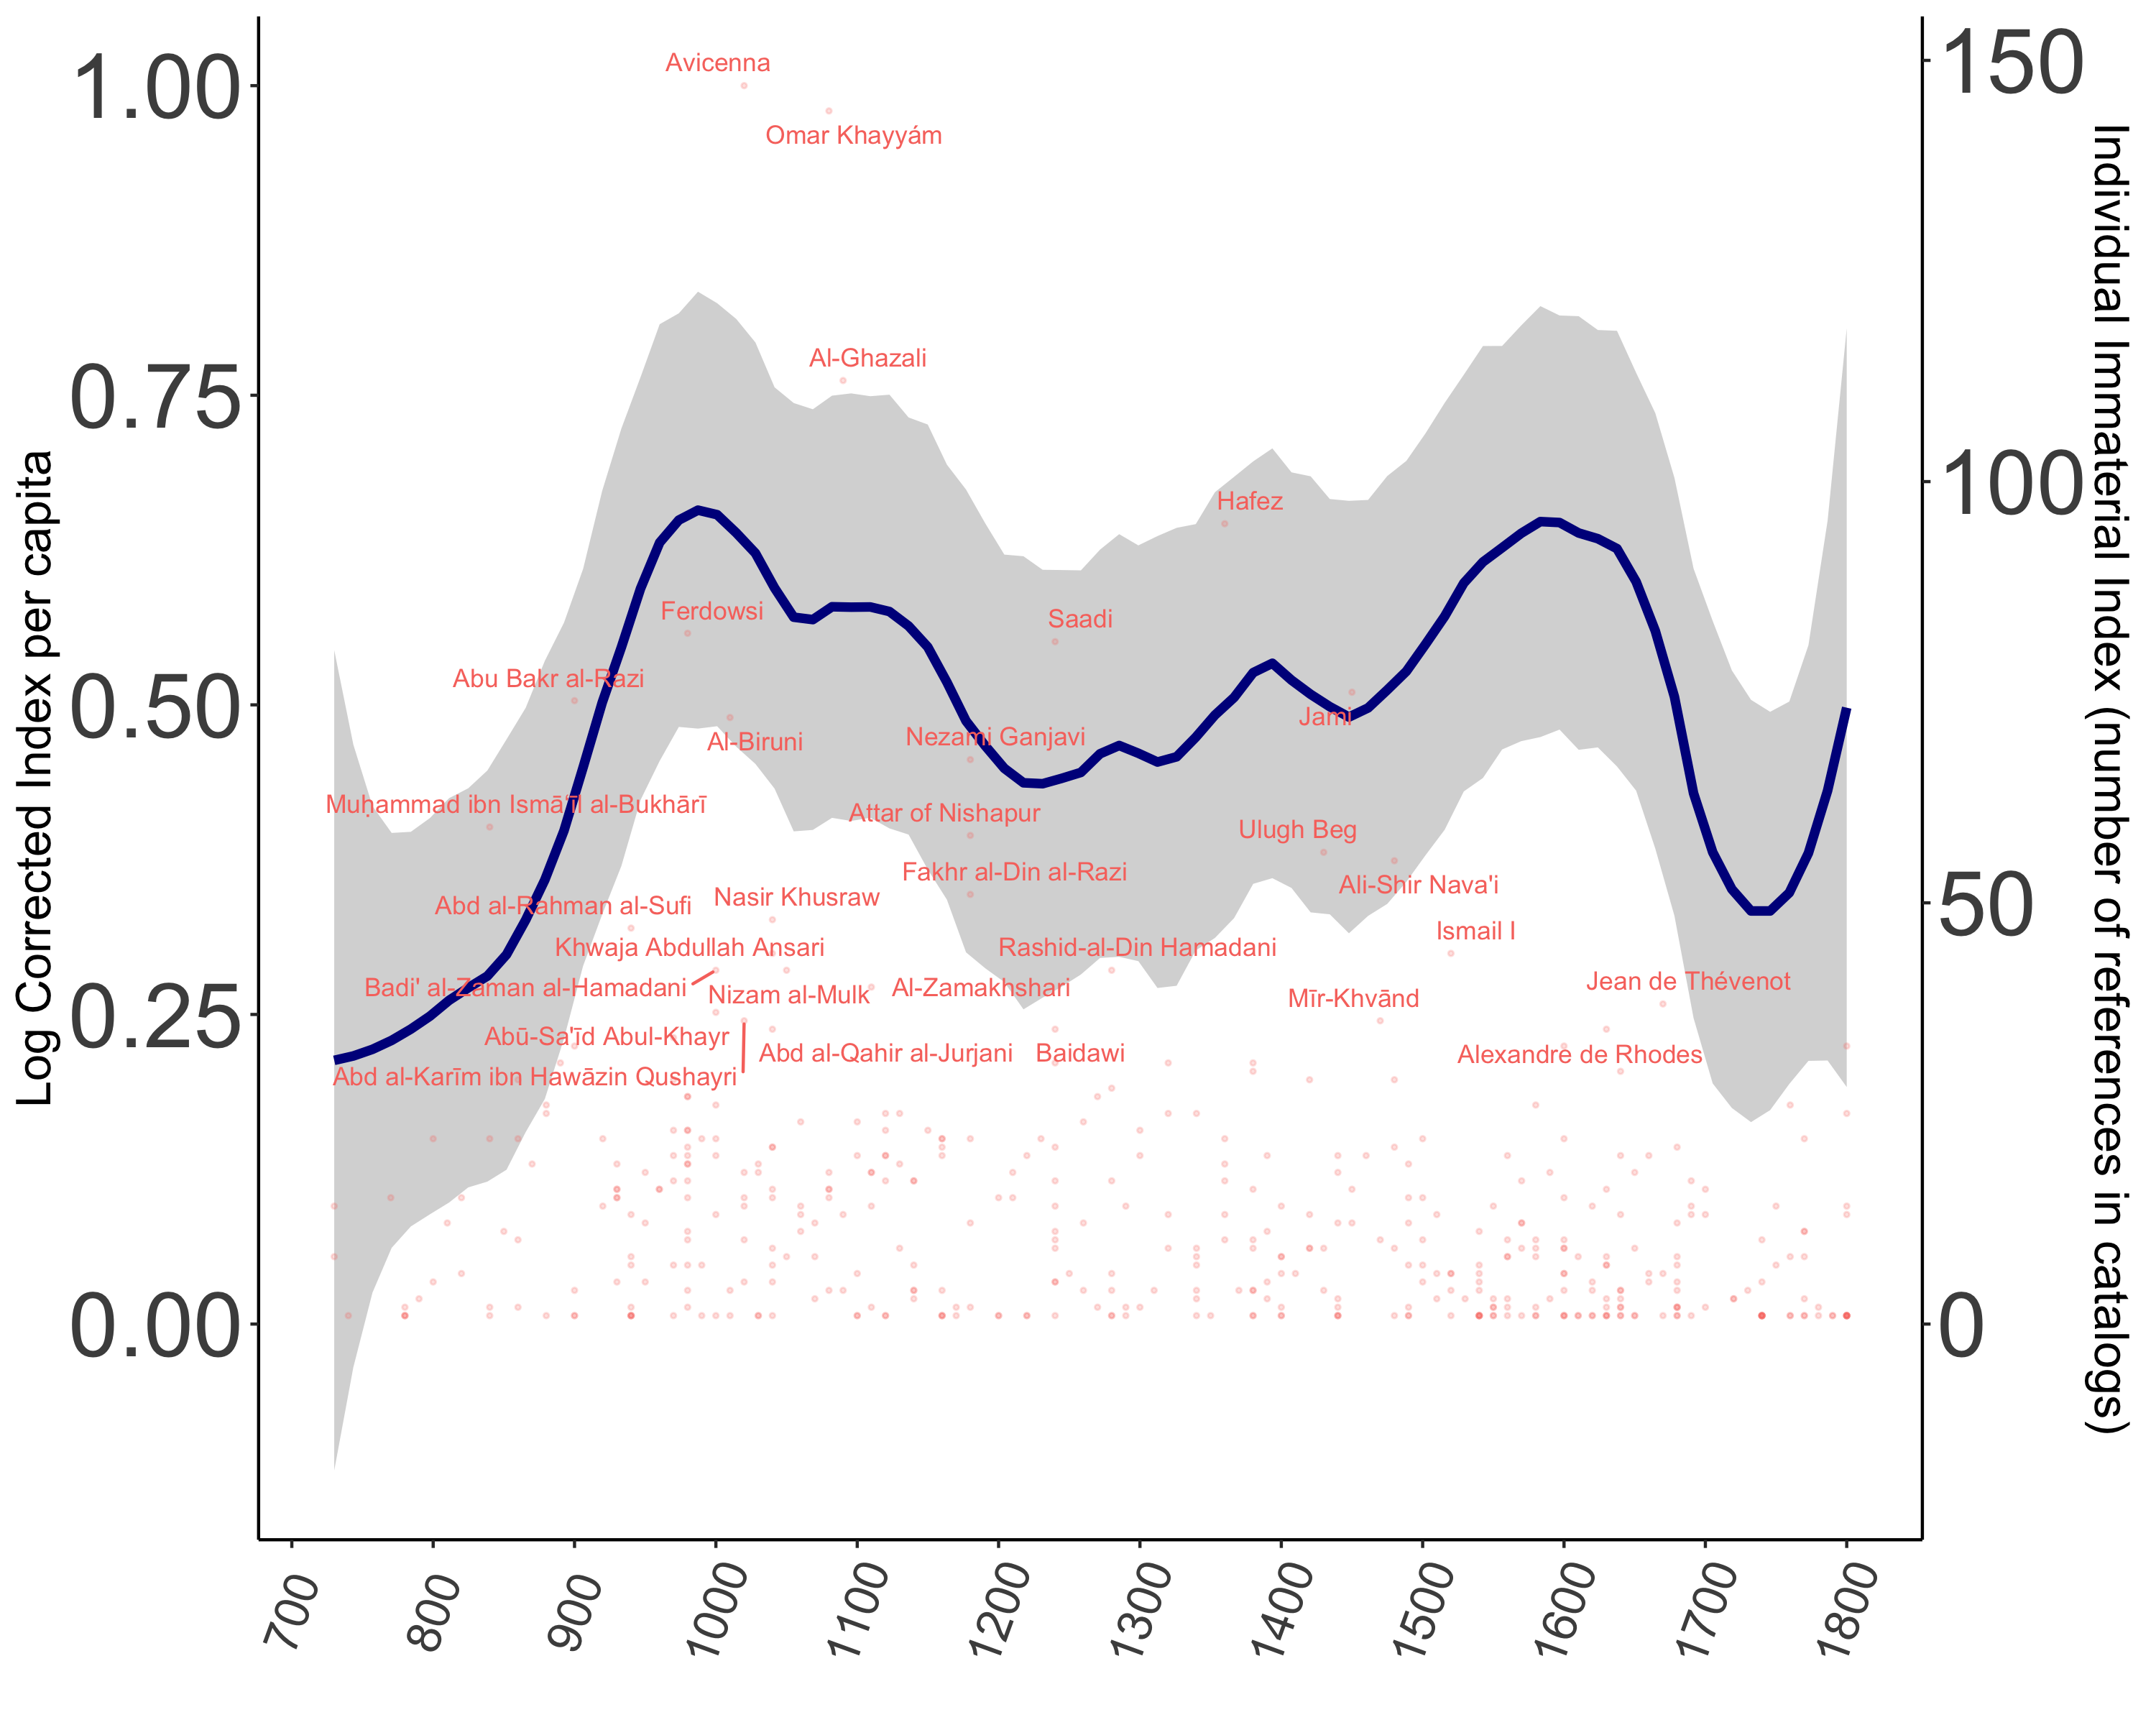 1.00
0.75
0.50
0.25
0.00
Log Corrected Index per capita
150
100
50
0
Individual Immaterial Index (number of references in catalogs)
Avicenna
Omar Khayyám
Al-Ghazali
Hafez
Ferdowsi
Saadi
Abu Bakr al-Razi
Jami
Al-Biruni
Nezami Ganjavi
Muḥammad ibn Ismāʻīl al-Bukhārī
Attar of Nishapur
Ulugh Beg
Fakhr al-Din al-Razi
Ali-Shir Nava'i
Nasir Khusraw
Abd al-Rahman al-Sufi
Ismail I
Khwaja Abdullah Ansari
Rashid-al-Din Hamadani
Jean de Thévenot
Badi' al-Zaman al-Hamadani
Nizam al-Mulk
Al-Zamakhshari
Mīr-Khvānd
Abū-Sa'īd Abul-Khayr
Abd al-Qahir al-Jurjani
Baidawi
Alexandre de Rhodes
Abd al-Karīm ibn Hawāzin Qushayri
700
800
900
1000
1100
1200
1300
1400
1500
1600
1700
1800